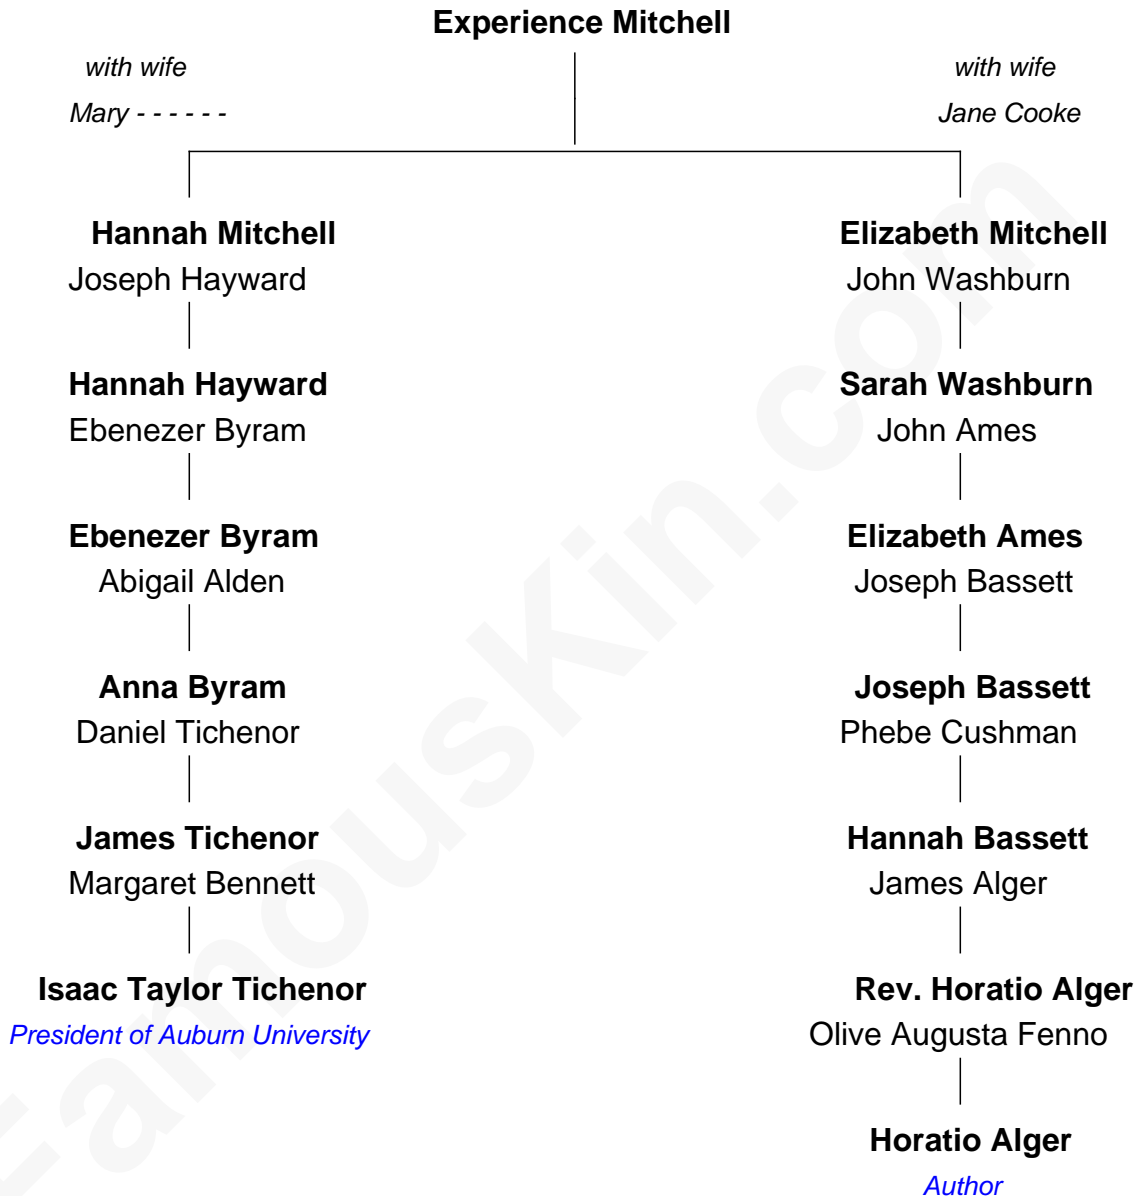 Experience Mitchell
with wife
Mary - - - - - -
with wife
Jane Cooke
Hannah Mitchell
Joseph Hayward
Elizabeth Mitchell
John Washburn
Hannah Hayward
Ebenezer Byram
Sarah Washburn
John Ames
Ebenezer Byram
Abigail Alden
Elizabeth Ames
Joseph Bassett
Anna Byram
Daniel Tichenor
Joseph Bassett
Phebe Cushman
James Tichenor
Margaret Bennett
Hannah Bassett
James Alger
Isaac Taylor Tichenor
President of Auburn University
Rev. Horatio Alger
Olive Augusta Fenno
Horatio Alger
Author
FamousKin.com